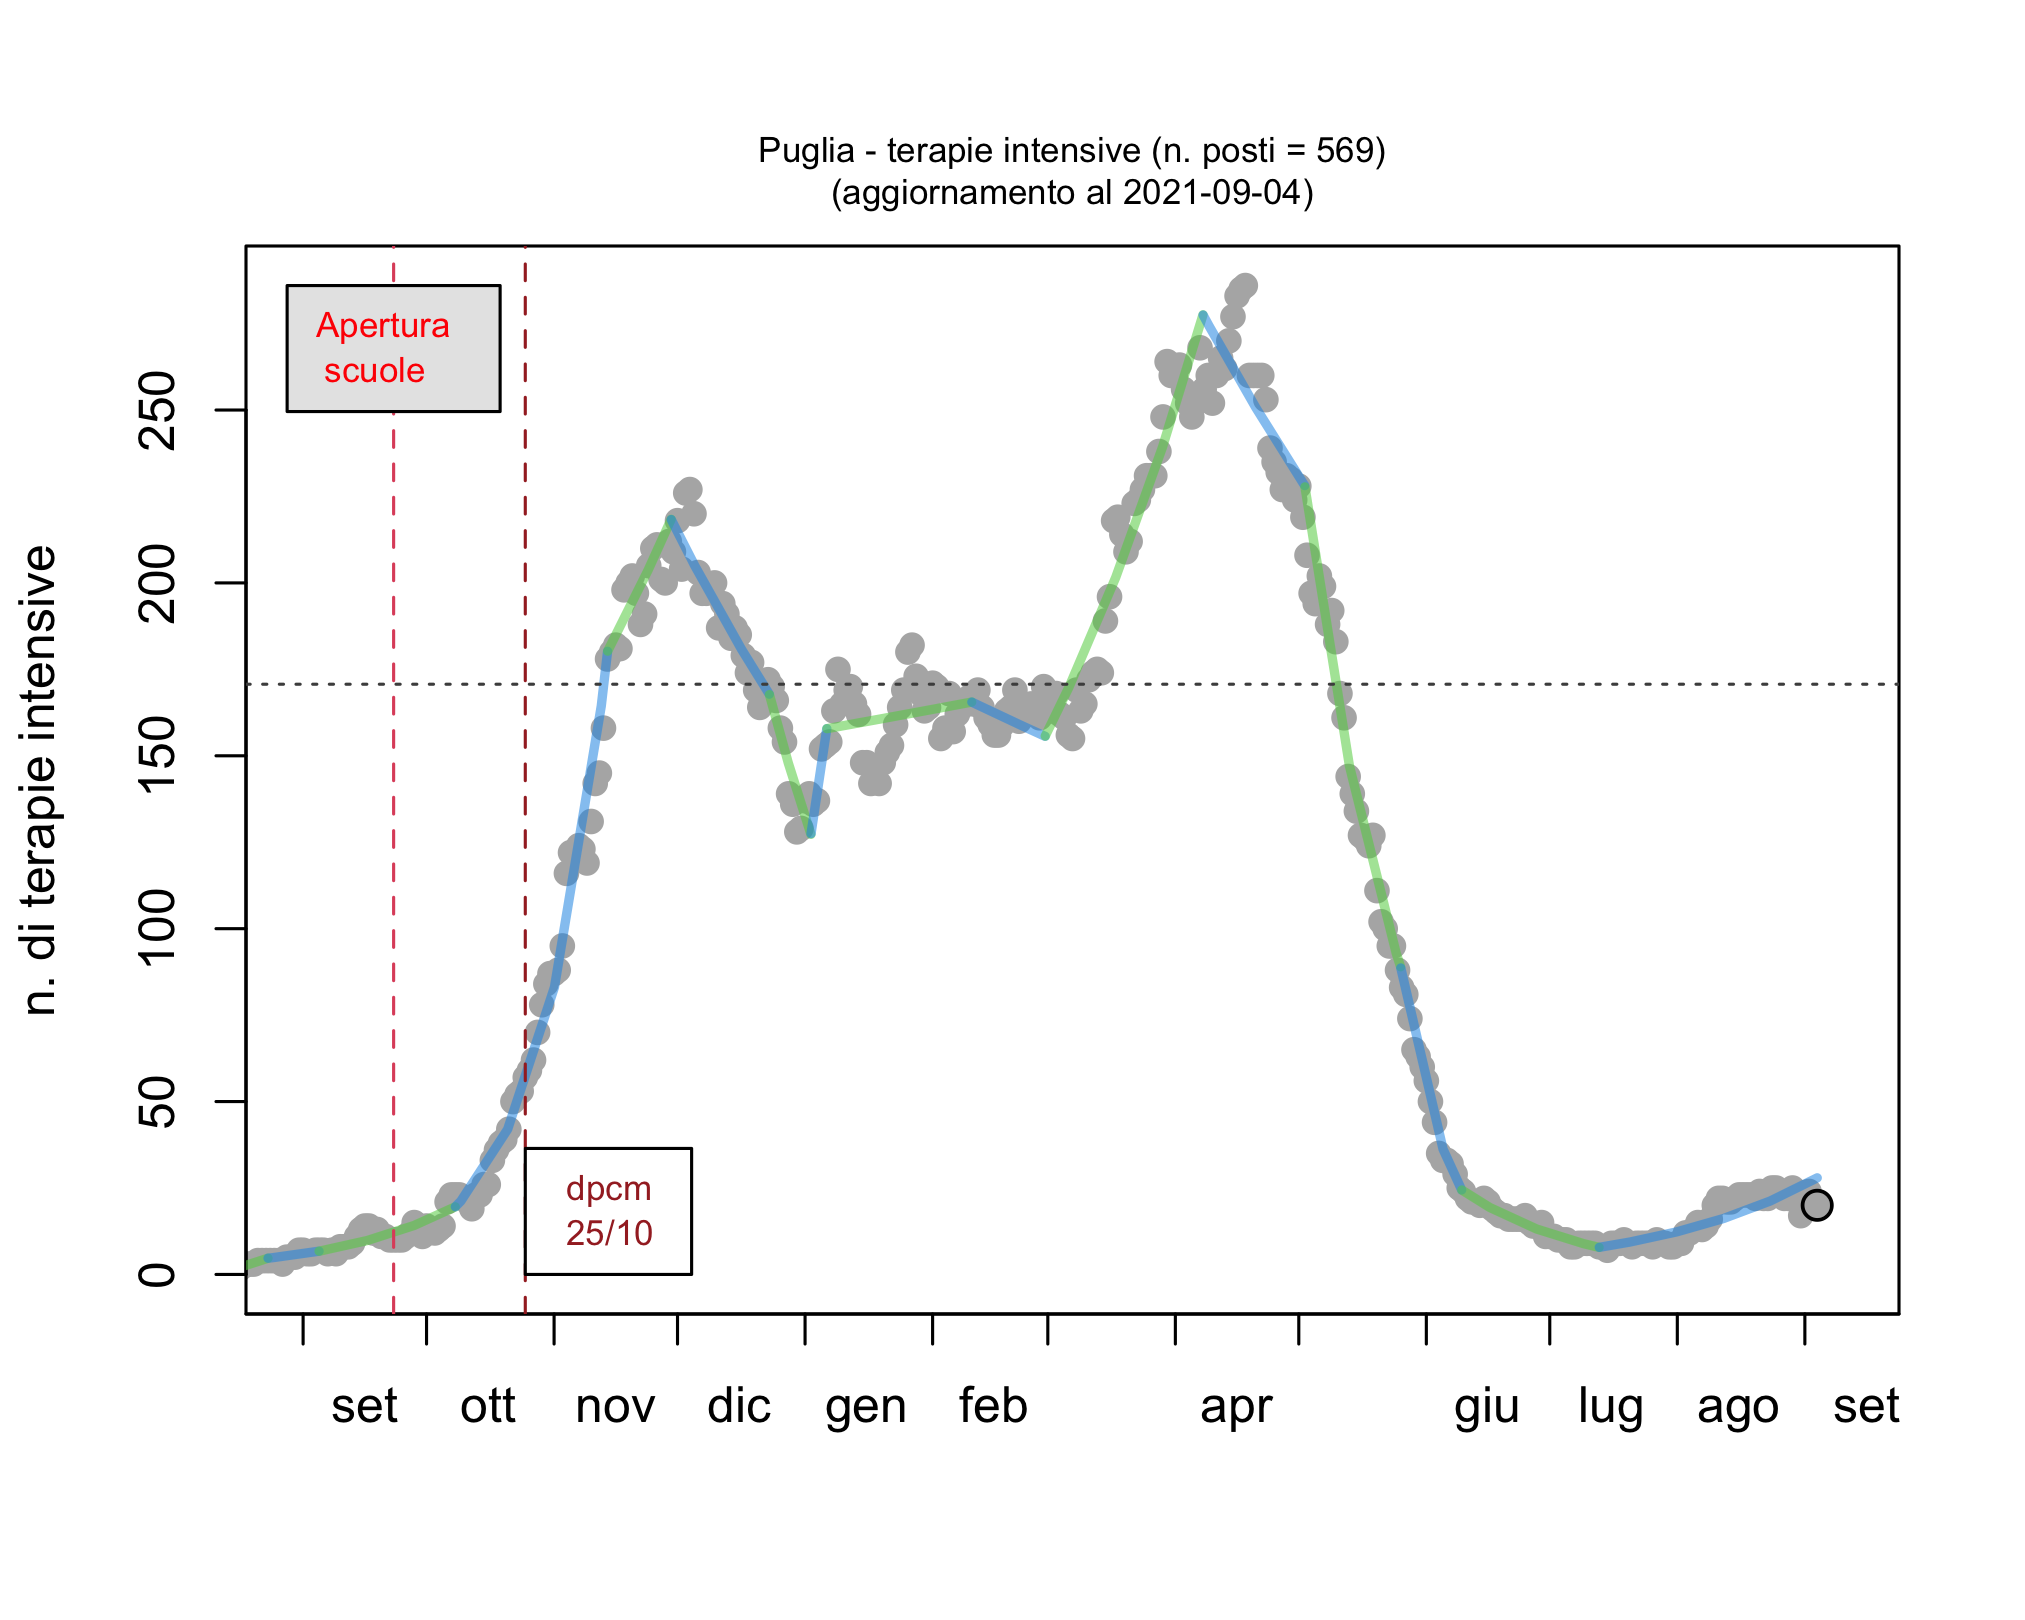 Puglia - terapie intensive (n. posti = 569)
(aggiornamento al 2021-09-04)
Apertura
scuole
dpcm
25/10
n. di terapie intensive
250
200
150
100
50
0
set ott nov dic gen feb apr giu lug ago set